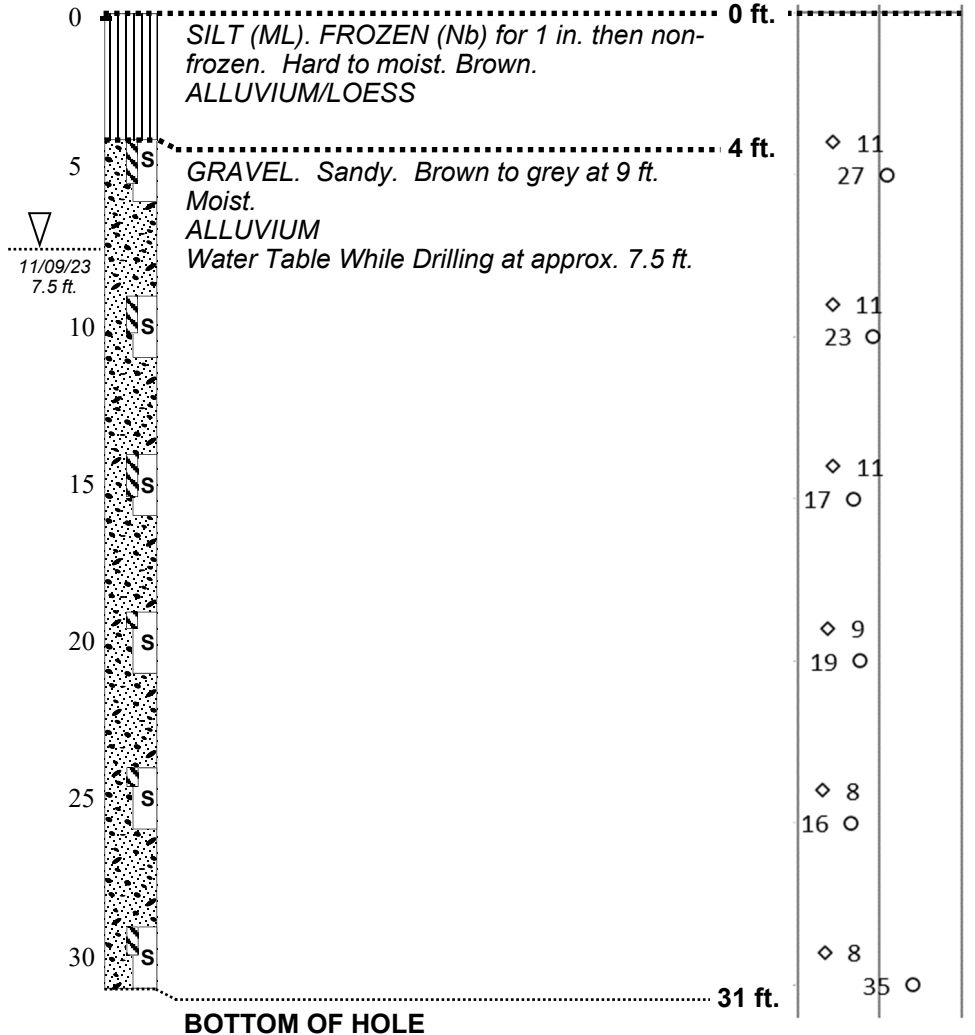 0
0 ft.
SILT (ML). FROZEN (Nb) for 1 in. then non-
frozen. Hard to moist. Brown.
ALLUVIUM/LOESS
4 ft.
11
5
S
GRAVEL. Sandy. Brown to grey at 9 ft.
27
Moist.
ALLUVIUM
Water Table While Drilling at approx. 7.5 ft.
11/09/23
7.5 ft.
11
10
S
23
11
15
S
17
9
20
S
19
8
25
S
16
8
30
S
35
31 ft.
BOTTOM OF HOLE